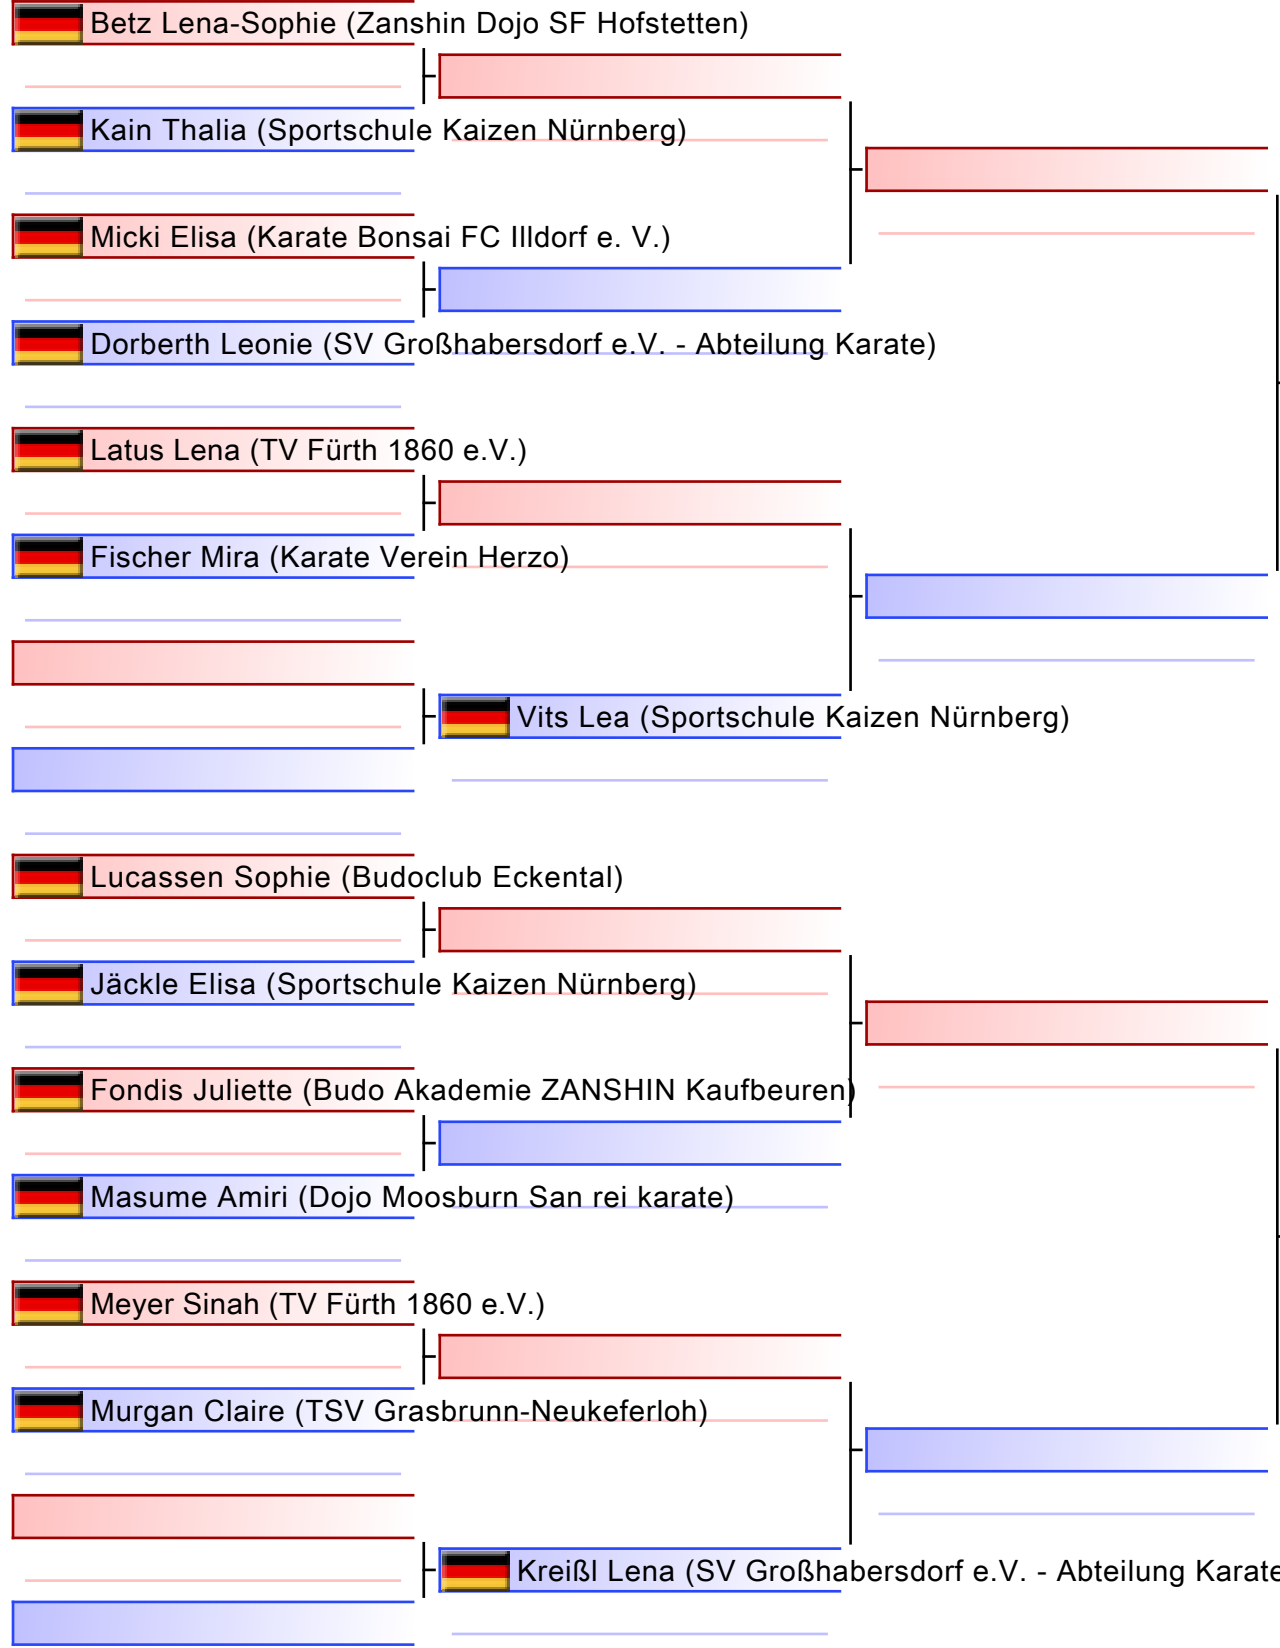 Betz Lena-Sophie (Zanshin Dojo SF Hofstetten)
Kain Thalia (Sportschule Kaizen Nürnberg)
Micki Elisa (Karate Bonsai FC Illdorf e. V.)
Dorberth Leonie (SV Großhabersdorf e.V. - Abteilung Karate)
Latus Lena (TV Fürth 1860 e.V.)
Fischer Mira (Karate Verein Herzo)
Vits Lea (Sportschule Kaizen Nürnberg)
Lucassen Sophie (Budoclub Eckental)
Jäckle Elisa (Sportschule Kaizen Nürnberg)
Fondis Juliette (Budo Akademie ZANSHIN Kaufbeuren)
Masume Amiri (Dojo Moosburn San rei karate)
Meyer Sinah (TV Fürth 1860 e.V.)
Murgan Claire (TSV Grasbrunn-Neukeferloh)
Kreißl Lena (SV Großhabersdorf e.V. - Abteilung Karate